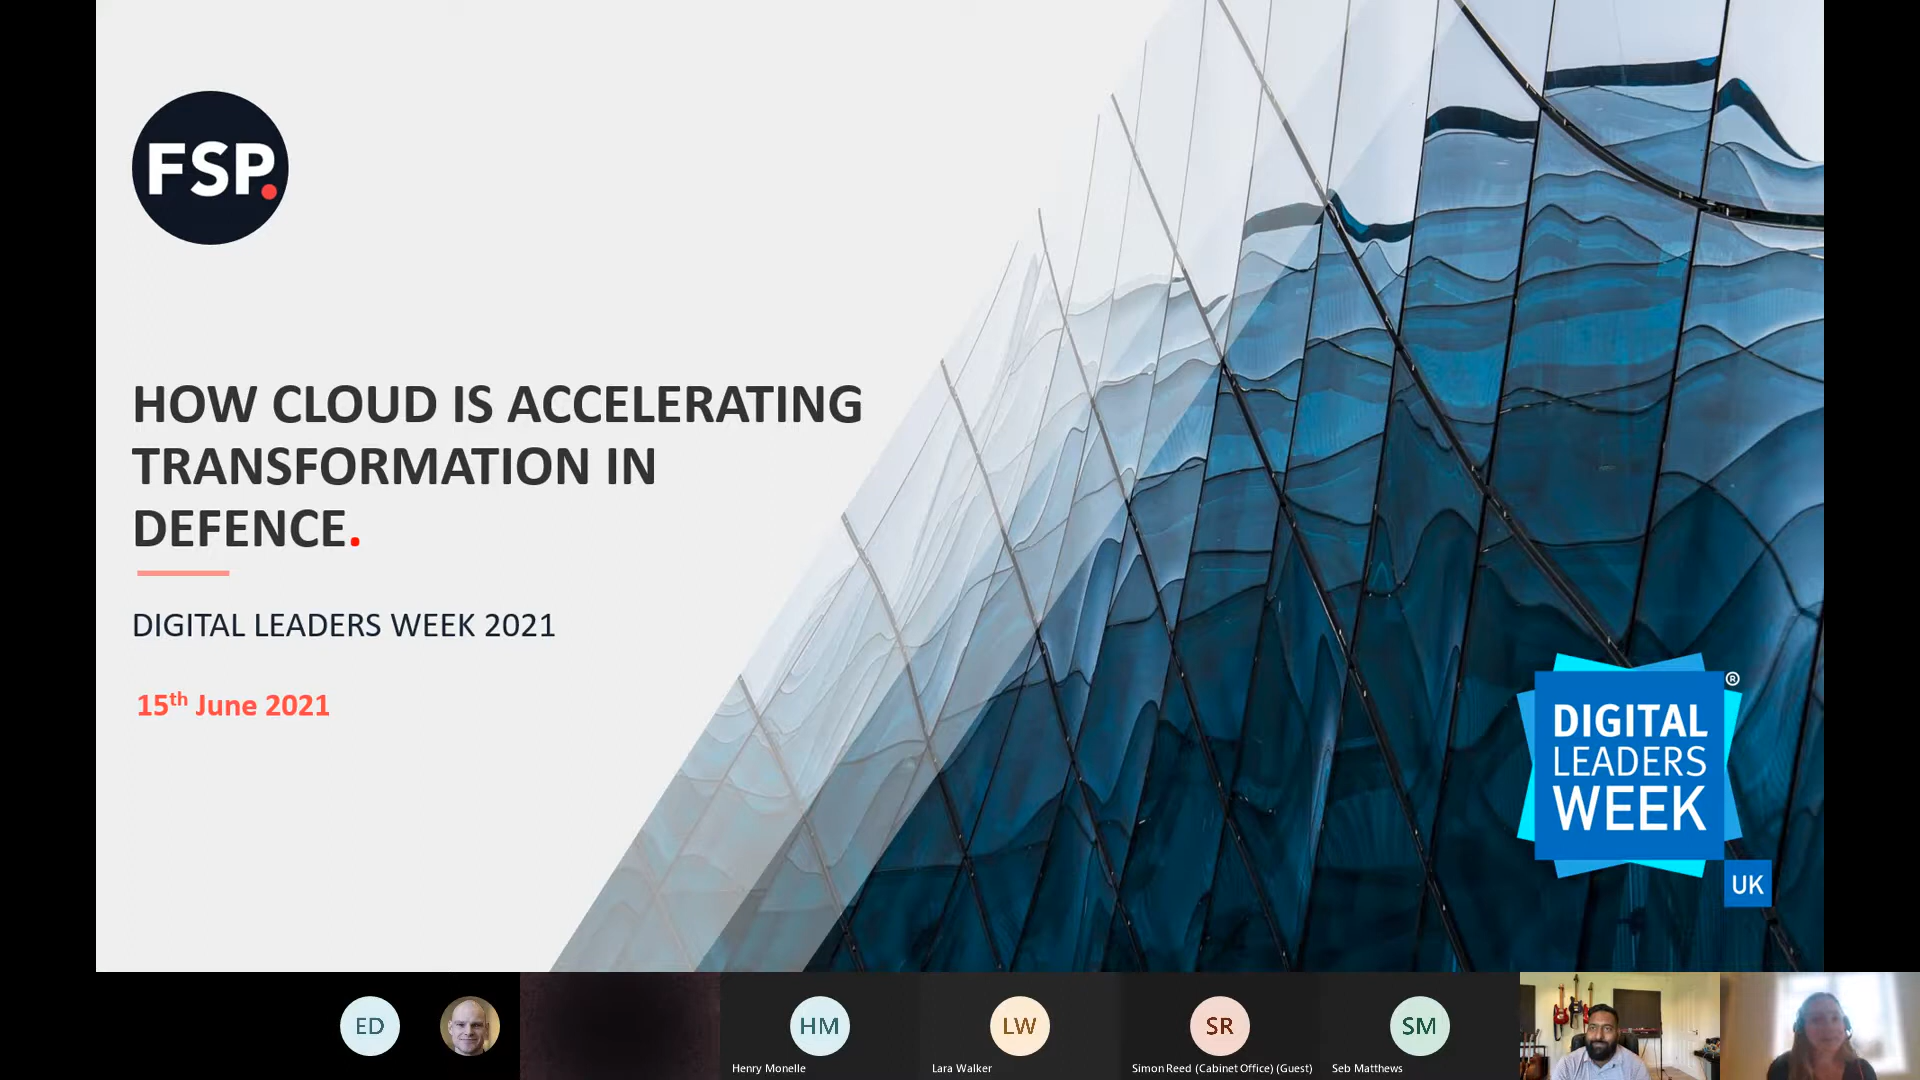 FSP.
HOW CLOUD IS ACCELERATING
TRANSFORMATION IN
DEFENCE.
DIGITAL LEADERS WEEK 2021
15th June 2021
®
DIGITAL
LEADERS
WEEK
UK
ED
HM
LW
SR
SM
Henry Monelle
Lara Walker
Simon Reed (Cabinet Office) (Guest)
Seb Matthews